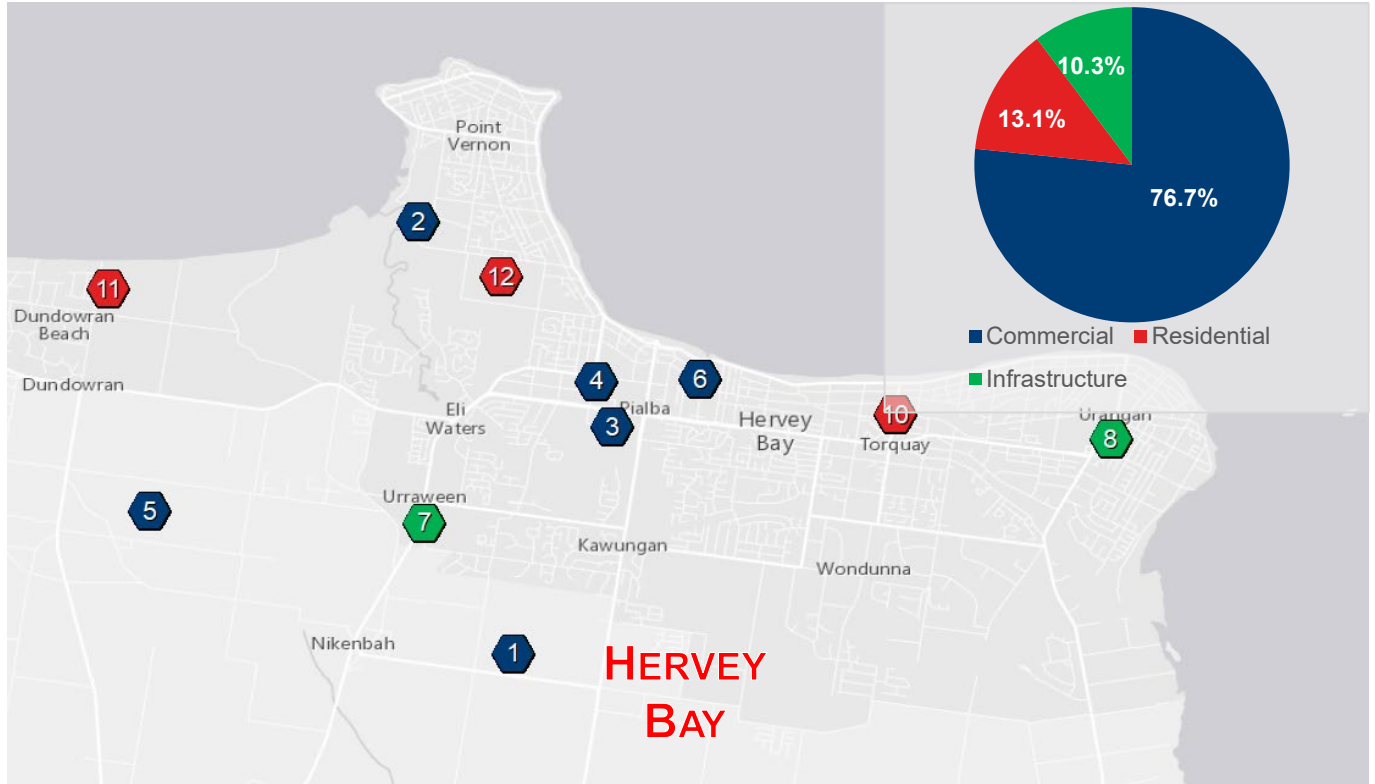 10.3%
13.1%
76.7%
Commercial
Residential
Infrastructure
Point
Vernon
2
12
11
Dundowran
Beach
Dundowran
4
6
Pialba
3
Eli
Waters
Hervey
Bay
10
Torquay
Urangan
8
5
Urraween
7
Kawungan
Wondunna
Nikenbah
1
HERVEY
BAY